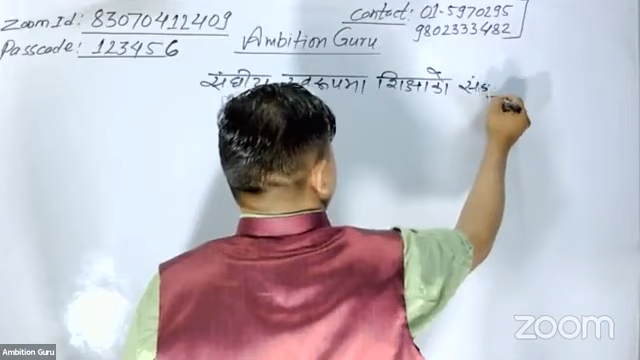 Zoom Id: 83070412409
Passcode: 123456
Contact: 01-5970295
9802333482
Ambition Guru
संघीय स्वरूपमा शिक्षाको
Ambition Guru
zoom